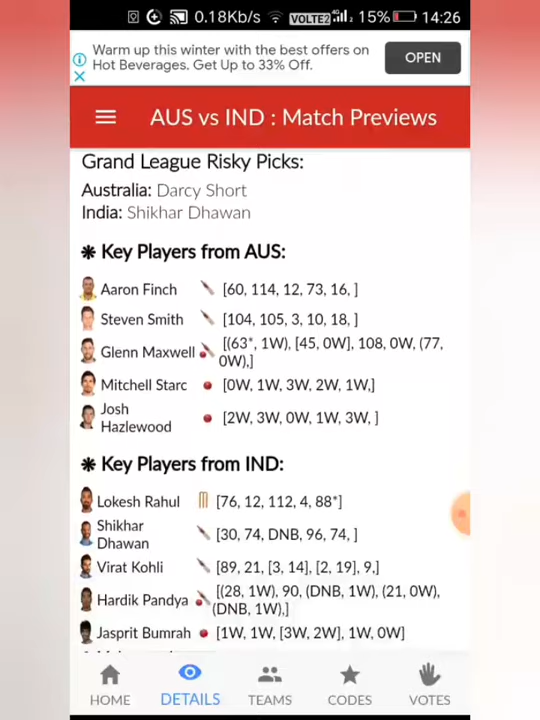 0.18Kb/s VOLTE2 4G 2 15% 14:26
Warm up this winter with the best offers on
Hot Beverages. Get Up to 33% Off.
OPEN
AUS vs IND : Match Previews
Grand League Risky Picks:
Australia: Darcy Short
India: Shikhar Dhawan
✱ Key Players from AUS:
Aaron Finch [60, 114, 12, 73, 16, ]
Steven Smith [104, 105, 3, 10, 18, ]
Glenn Maxwell [(63*, 1W), [45, 0W], 108, 0W, (77,
0W),]
Mitchell Starc [0W, 1W, 3W, 2W, 1W,]
Josh
Hazlewood [2W, 3W, 0W, 1W, 3W, ]
✱ Key Players from IND:
Lokesh Rahul [76, 12, 112, 4, 88*]
Shikhar
Dhawan [30, 74, DNB, 96, 74, ]
Virat Kohli [89, 21, [3, 14], [2, 19], 9,]
Hardik Pandya [(28, 1W), 90, (DNB, 1W), (21, 0W),
(DNB, 1W),]
Jasprit Bumrah [1W, 1W, [3W, 2W], 1W, 0W]
HOME DETAILS TEAMS CODES VOTES